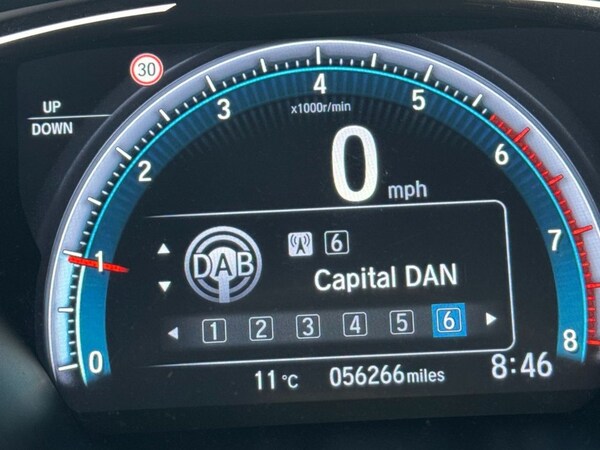 30
UP
DOWN
0 1 2 3 4 5 6 7 8
x1000r/min
0 mph
DAB
6
Capital DAN
1 2 3 4 5 6
11 °C 056266 miles 8:46